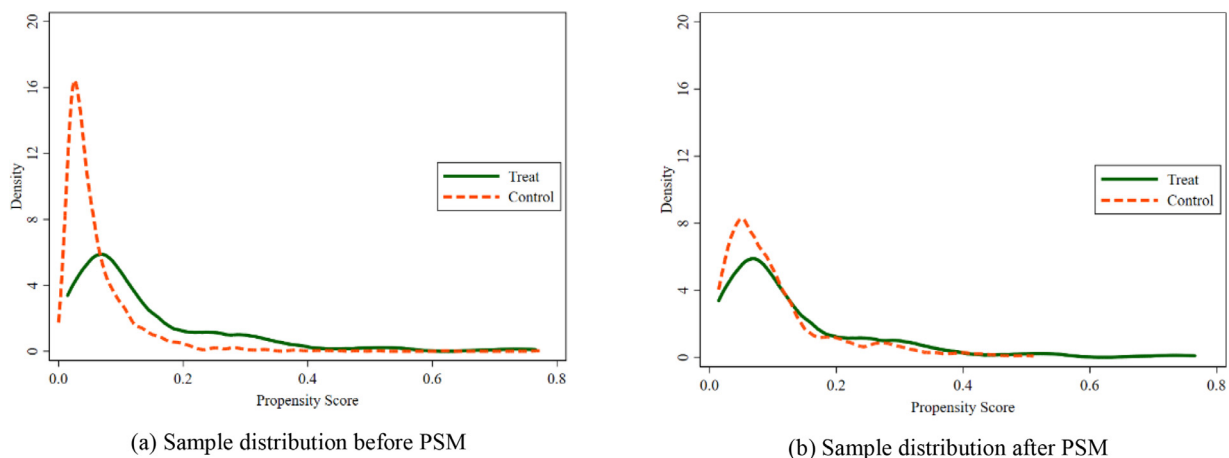 20
16
12
8
4
0
Density
Treat
Control
0.0 0.2 0.4 0.6 0.8
Propensity Score
(a) Sample distribution before PSM
20
16
12
8
4
0
Density
Treat
Control
0.0 0.2 0.4 0.6 0.8
Propensity Score
(b) Sample distribution after PSM